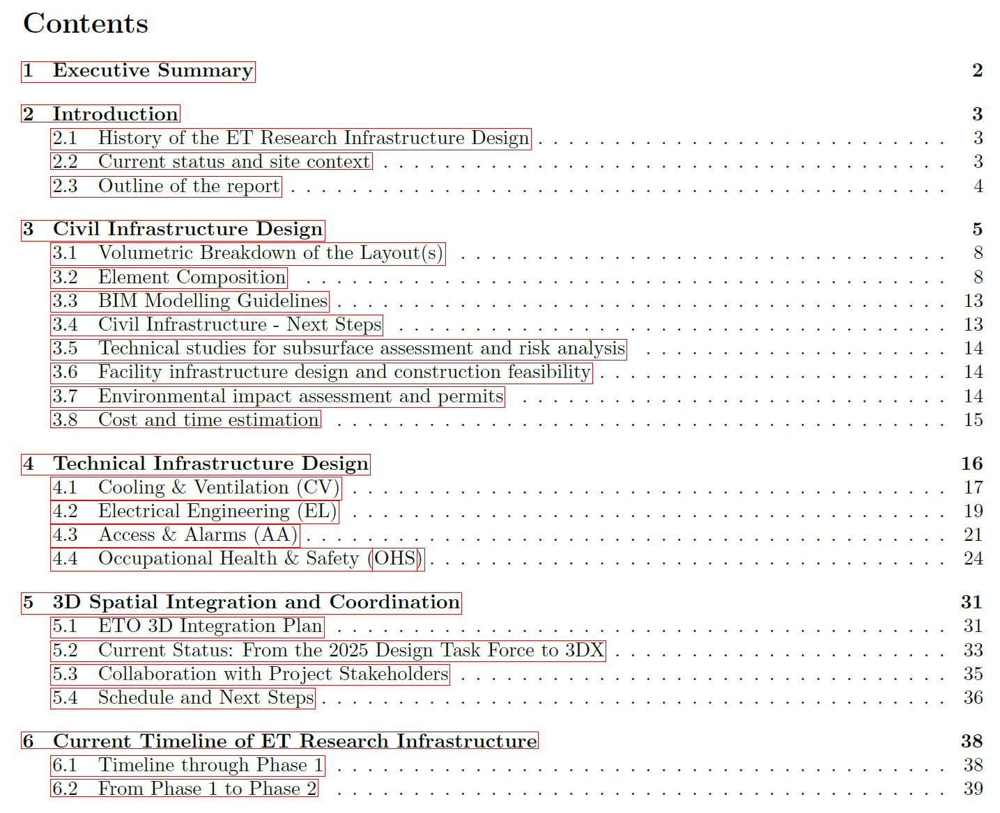 Contents
1 Executive Summary 2
2 Introduction 3
2.1 History of the ET Research Infrastructure Design . . . . . . . . . . . . . . . . . . . . . . . . . . . 3
2.2 Current status and site context . . . . . . . . . . . . . . . . . . . . . . . . . . . . . . . . . . . . . 3
2.3 Outline of the report . . . . . . . . . . . . . . . . . . . . . . . . . . . . . . . . . . . . . . . . . . . 4
3 Civil Infrastructure Design 5
3.1 Volumetric Breakdown of the Layout(s) . . . . . . . . . . . . . . . . . . . . . . . . . . . . . . . . 8
3.2 Element Composition . . . . . . . . . . . . . . . . . . . . . . . . . . . . . . . . . . . . . . . . . . 8
3.3 BIM Modelling Guidelines . . . . . . . . . . . . . . . . . . . . . . . . . . . . . . . . . . . . . . . . 13
3.4 Civil Infrastructure - Next Steps . . . . . . . . . . . . . . . . . . . . . . . . . . . . . . . . . . . . 13
3.5 Technical studies for subsurface assessment and risk analysis . . . . . . . . . . . . . . . . . . . . 14
3.6 Facility infrastructure design and construction feasibility . . . . . . . . . . . . . . . . . . . . . . . 14
3.7 Environmental impact assessment and permits . . . . . . . . . . . . . . . . . . . . . . . . . . . . 14
3.8 Cost and time estimation . . . . . . . . . . . . . . . . . . . . . . . . . . . . . . . . . . . . . . . . 15
4 Technical Infrastructure Design 16
4.1 Cooling & Ventilation (CV) . . . . . . . . . . . . . . . . . . . . . . . . . . . . . . . . . . . . . . . 17
4.2 Electrical Engineering (EL) . . . . . . . . . . . . . . . . . . . . . . . . . . . . . . . . . . . . . . . 19
4.3 Access & Alarms (AA) . . . . . . . . . . . . . . . . . . . . . . . . . . . . . . . . . . . . . . . . . . 21
4.4 Occupational Health & Safety (OHS) . . . . . . . . . . . . . . . . . . . . . . . . . . . . . . . . . . 24
5 3D Spatial Integration and Coordination 31
5.1 ETO 3D Integration Plan . . . . . . . . . . . . . . . . . . . . . . . . . . . . . . . . . . . . . . . . 31
5.2 Current Status: From the 2025 Design Task Force to 3DX . . . . . . . . . . . . . . . . . . . . . . 33
5.3 Collaboration with Project Stakeholders . . . . . . . . . . . . . . . . . . . . . . . . . . . . . . . . 35
5.4 Schedule and Next Steps . . . . . . . . . . . . . . . . . . . . . . . . . . . . . . . . . . . . . . . . . 36
6 Current Timeline of ET Research Infrastructure 38
6.1 Timeline through Phase 1 . . . . . . . . . . . . . . . . . . . . . . . . . . . . . . . . . . . . . . . . 38
6.2 From Phase 1 to Phase 2 . . . . . . . . . . . . . . . . . . . . . . . . . . . . . . . . . . . . . . . . 39